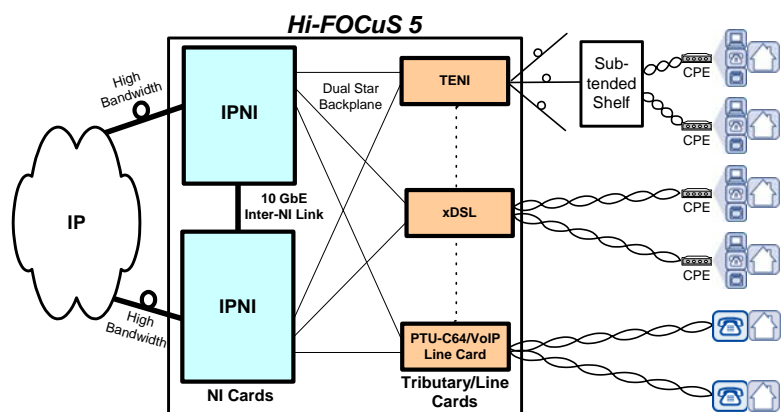 Hi-FOCuS 5
High
Bandwidth
IPNI
Dual Star
Backplane
TENI
Sub-
tended
Shelf
CPE
CPE
IP
10 GbE
Inter-NI Link
xDSL
CPE
CPE
IPNI
High
Bandwidth
PTU-C64/VoIP
Line Card
NI Cards
Tributary/Line
Cards